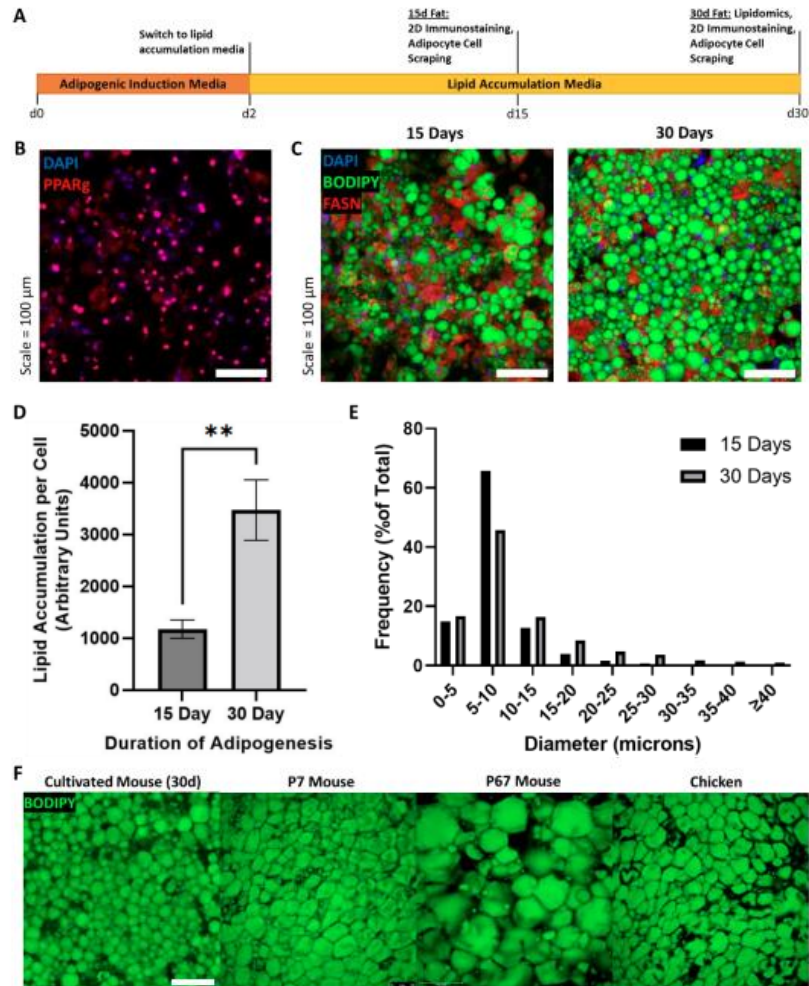 A
Switch to lipid
accumulation media
15d Fat:
2D Immunostaining,
Adipocyte Cell
Scraping
30d Fat: Lipidomics,
2D Immunostaining,
Adipocyte Cell
Scraping
Adipogenic Induction Media
Lipid Accumulation Media
d0
d2
d15
d30
B
DAPI
PPARg
Scale = 100 µm
C
15 Days
30 Days
DAPI
BODIPY
FASN
Scale = 100 µm
D
Lipid Accumulation per Cell
(Arbitrary Units)
5000
4000
3000
2000
1000
0
**
15 Day
30 Day
Duration of Adipogenesis
E
Frequency (%of Total)
80
60
40
20
0
15 Days
30 Days
0-5
5-10
10-15
15-20
20-25
25-30
30-35
35-40
≥40
Diameter (microns)
F
Cultivated Mouse (30d)
P7 Mouse
P67 Mouse
Chicken
BODIPY